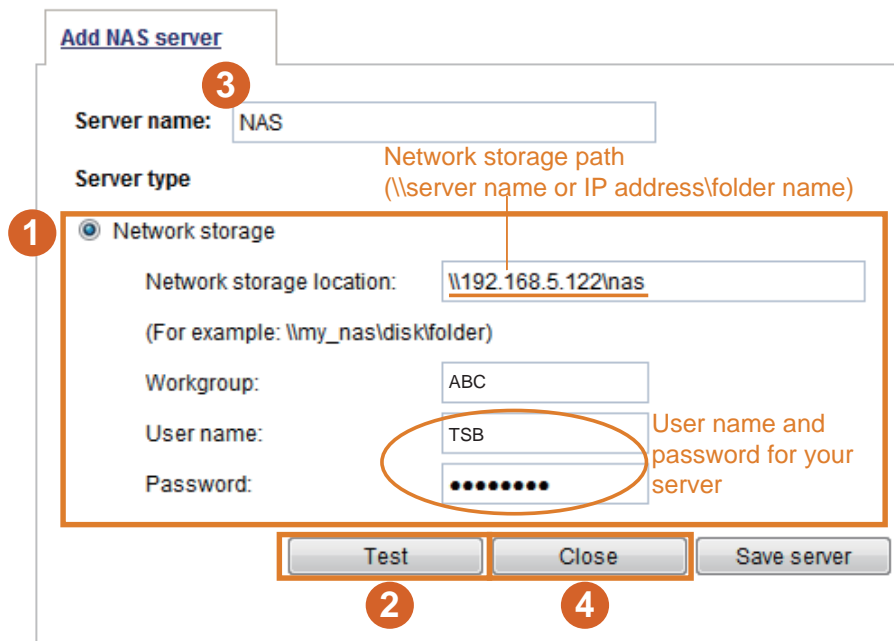 Add NAS server
3
Server name: NAS
Network storage path
(\\server name or IP address\folder name)
Server type
1
Network storage
Network storage location: \\192.168.5.122\nas
(For example: \\my_nas\disk\folder)
Workgroup: ABC
User name: TSB
User name and
password for your
server
Password: ●●●●●●●●
Test Close Save server
2 4